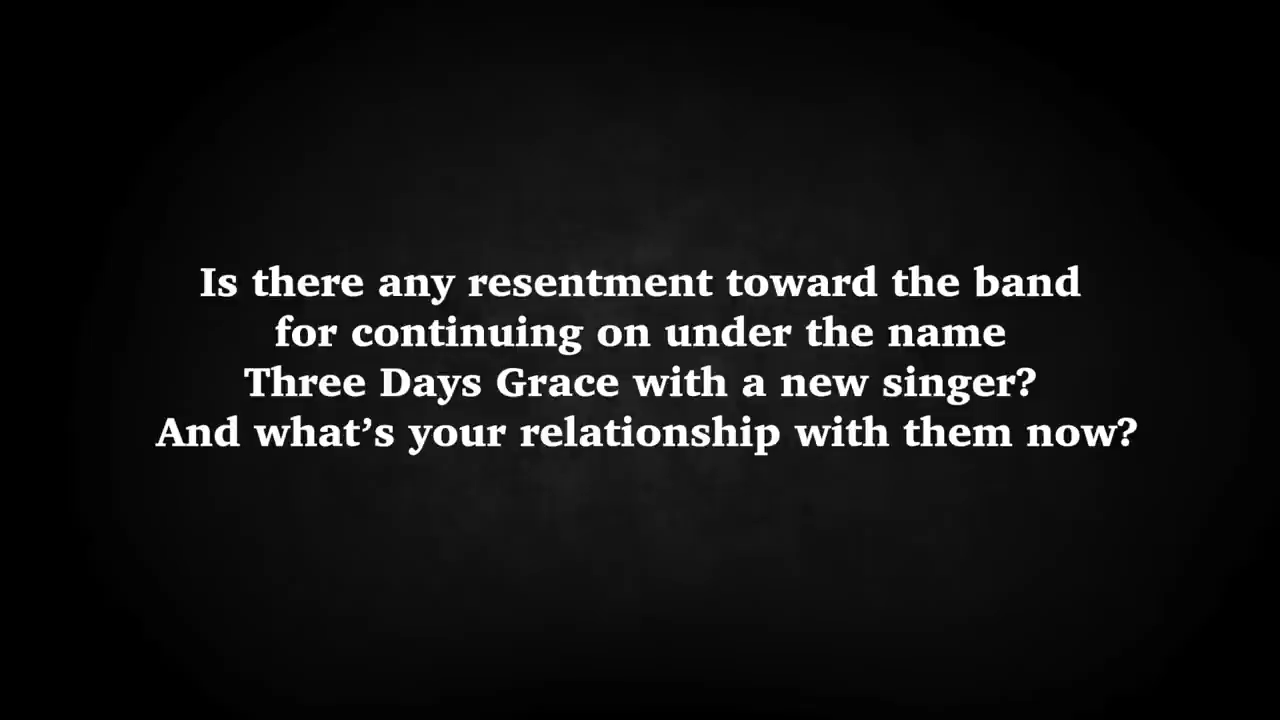 Is there any resentment toward the band
for continuing on under the name
Three Days Grace with a new singer?
And what’s your relationship with them now?